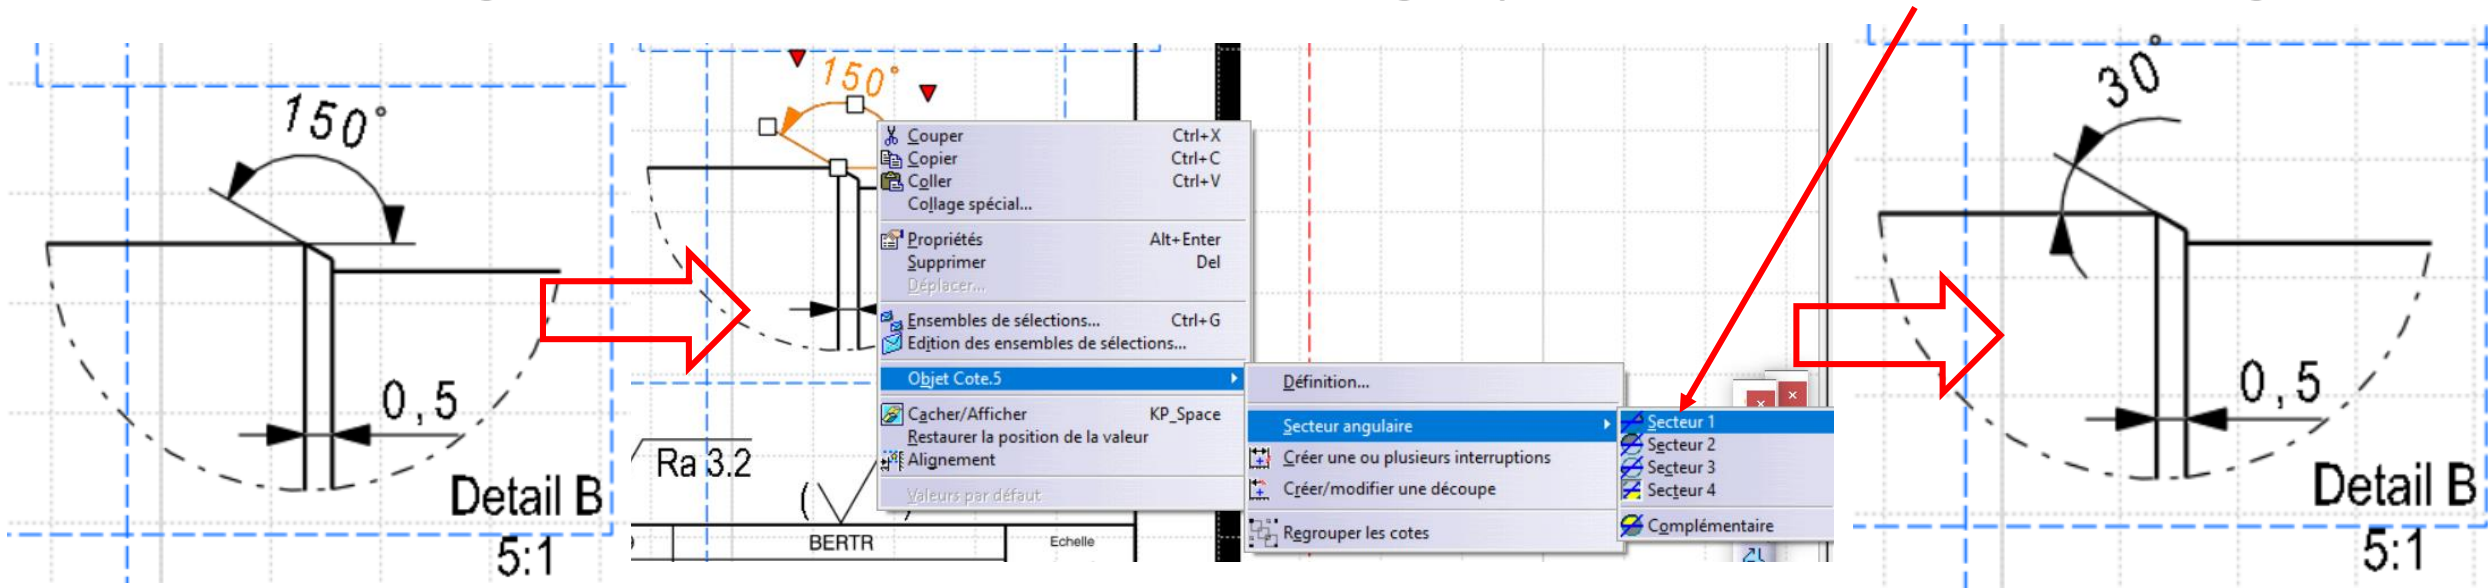 150°
0,5
Detail B
5:1
150°
Couper Ctrl+X
Copier Ctrl+C
Coller Ctrl+V
Collage spécial...
Propriétés Alt+Enter
Supprimer Del
Déplacer...
Ensembles de sélections... Ctrl+G
Edition des ensembles de sélections...
Objet Cote.5
Cacher/Afficher KP_Space
Restaurer la position de la valeur
Alignement
Valeurs par défaut
Définition...
Secteur angulaire
Créer une ou plusieurs interruptions
Créer/modifier une découpe
Regrouper les cotes
Secteur 1
Secteur 2
Secteur 3
Secteur 4
Complémentaire
Ra 3.2
( )
BERTR
Echelle
30°
0,5
Detail B
5:1